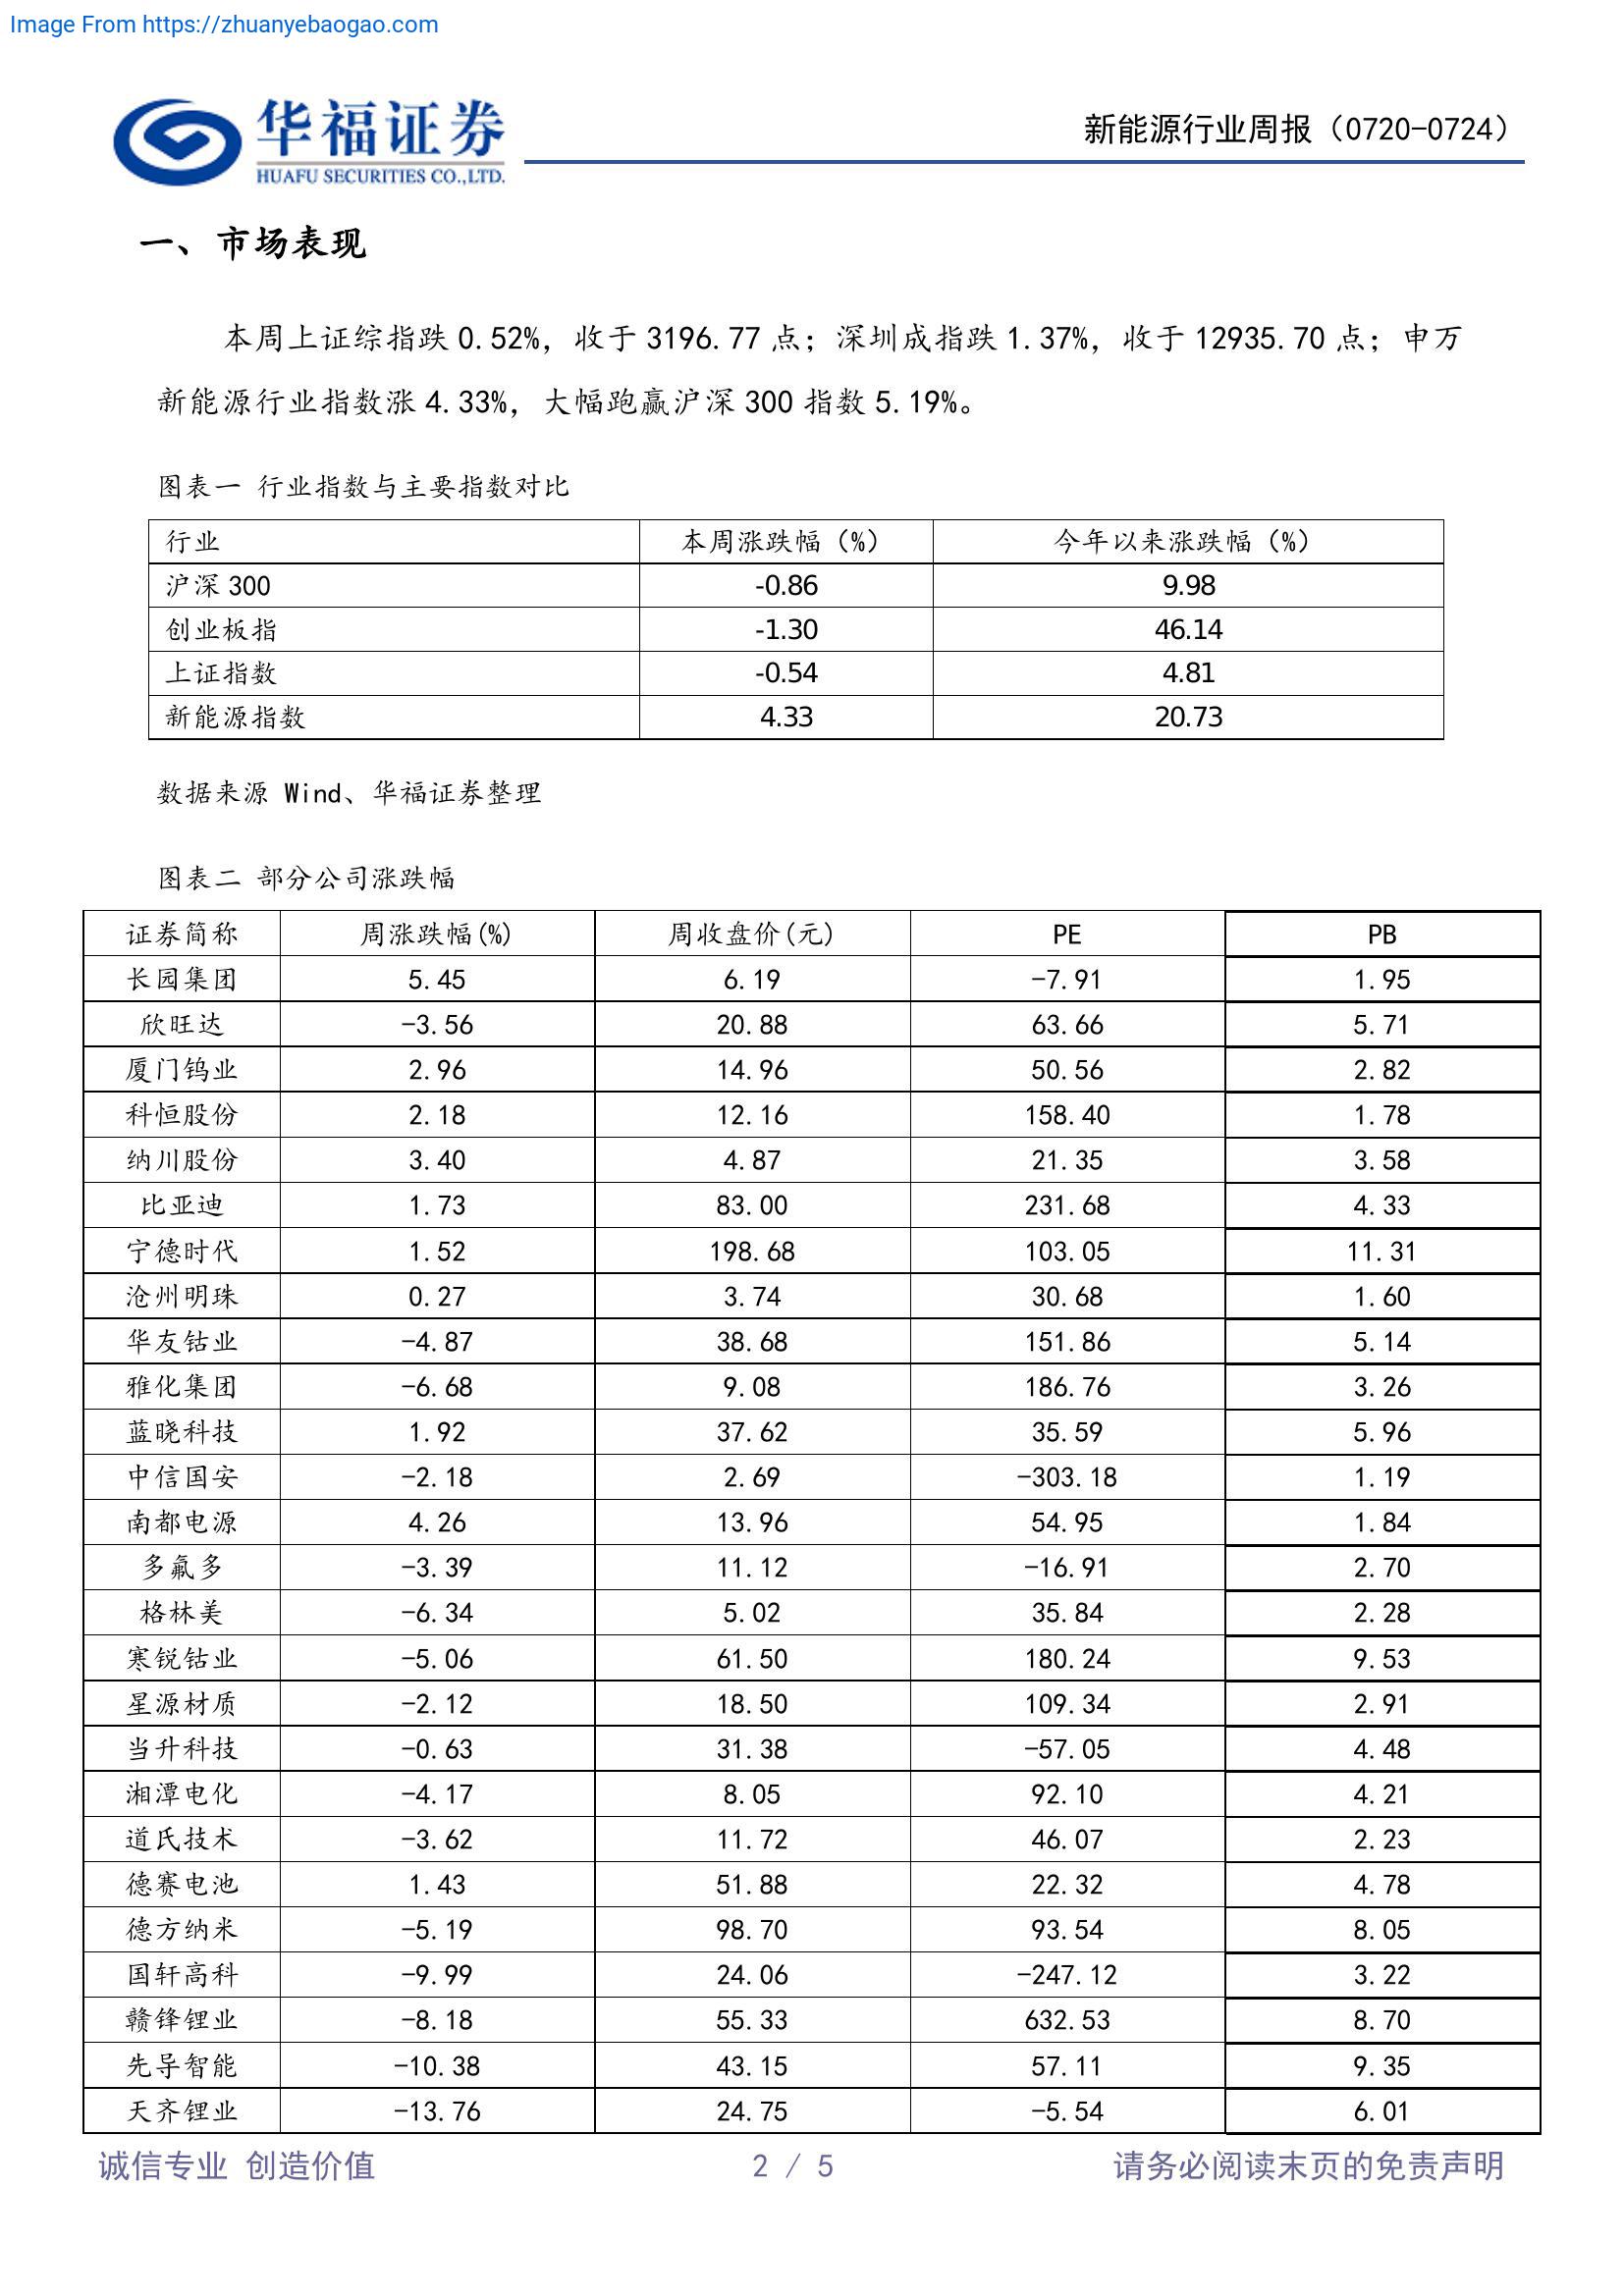 Image From https://zhuanyebaogao.com
华福证券
HUAFU SECURITIES CO.,LTD.
新能源行业周报（0720-0724）
一、市场表现
本周上证综指跌 0.52%，收于 3196.77 点；深圳成指跌 1.37%，收于 12935.70 点；申万
新能源行业指数涨 4.33%，大幅跑赢沪深 300 指数 5.19%。
图表一 行业指数与主要指数对比
行业 本周涨跌幅（%） 今年以来涨跌幅（%）
沪深 300 -0.86 9.98
创业板指 -1.30 46.14
上证指数 -0.54 4.81
新能源指数 4.33 20.73
数据来源 Wind、华福证券整理
图表二 部分公司涨跌幅
证券简称 周涨跌幅(%) 周收盘价(元) PE PB
长园集团 5.45 6.19 -7.91 1.95
欣旺达 -3.56 20.88 63.66 5.71
厦门钨业 2.96 14.96 50.56 2.82
科恒股份 2.18 12.16 158.40 1.78
纳川股份 3.40 4.87 21.35 3.58
比亚迪 1.73 83.00 231.68 4.33
宁德时代 1.52 198.68 103.05 11.31
沧州明珠 0.27 3.74 30.68 1.60
华友钴业 -4.87 38.68 151.86 5.14
雅化集团 -6.68 9.08 186.76 3.26
蓝晓科技 1.92 37.62 35.59 5.96
中信国安 -2.18 2.69 -303.18 1.19
南都电源 4.26 13.96 54.95 1.84
多氟多 -3.39 11.12 -16.91 2.70
格林美 -6.34 5.02 35.84 2.28
寒锐钴业 -5.06 61.50 180.24 9.53
星源材质 -2.12 18.50 109.34 2.91
当升科技 -0.63 31.38 -57.05 4.48
湘潭电化 -4.17 8.05 92.10 4.21
道氏技术 -3.62 11.72 46.07 2.23
德赛电池 1.43 51.88 22.32 4.78
德方纳米 -5.19 98.70 93.54 8.05
国轩高科 -9.99 24.06 -247.12 3.22
赣锋锂业 -8.18 55.33 632.53 8.70
先导智能 -10.38 43.15 57.11 9.35
天齐锂业 -13.76 24.75 -5.54 6.01
诚信专业 创造价值 2 / 5 请务必阅读末页的免责声明